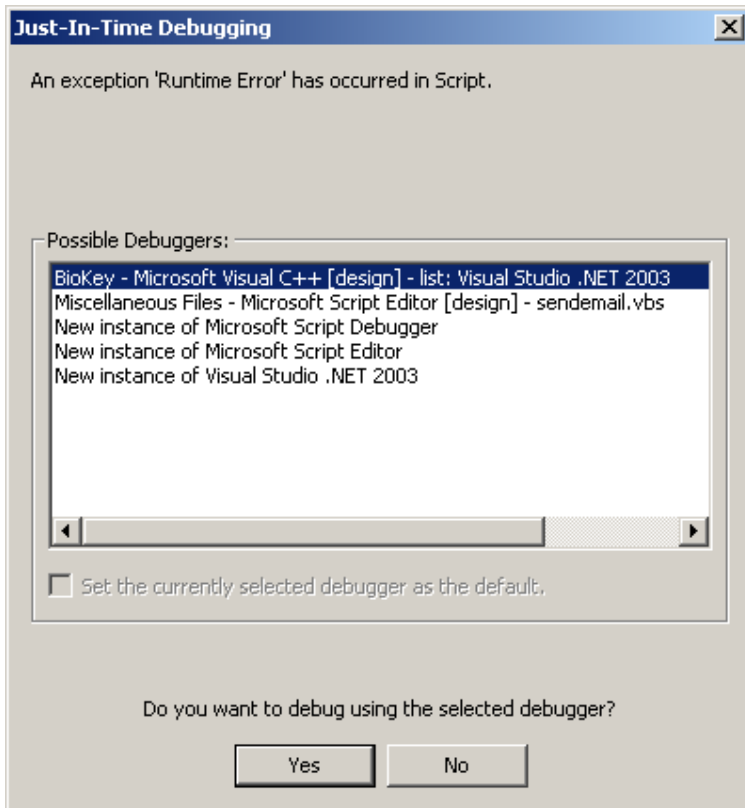 Just-In-Time Debugging
An exception 'Runtime Error' has occurred in Script.
Possible Debuggers:
BioKey - Microsoft Visual C++ [design] - list: Visual Studio .NET 2003
Miscellaneous Files - Microsoft Script Editor [design] - sendemail.vbs
New instance of Microsoft Script Debugger
New instance of Microsoft Script Editor
New instance of Visual Studio .NET 2003
Set the currently selected debugger as the default.
Do you want to debug using the selected debugger?
Yes
No